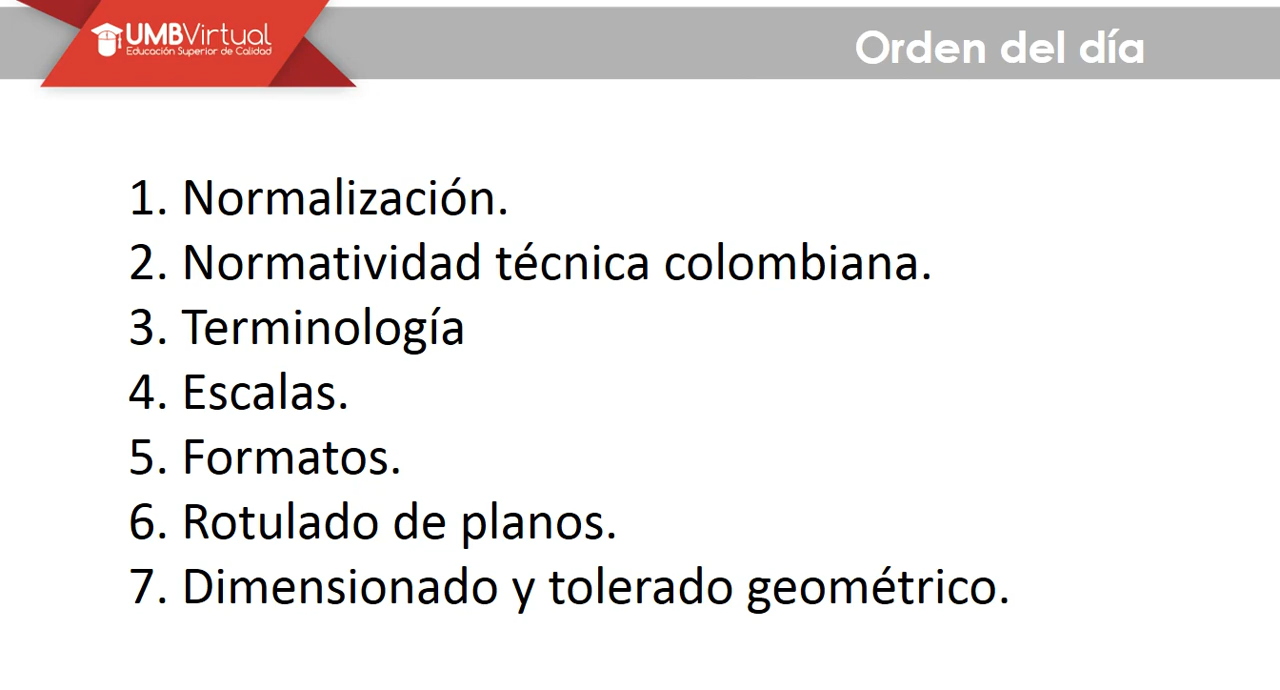 UMBVirtual
Educación Superior de Calidad
Orden del día
1. Normalización.
2. Normatividad técnica colombiana.
3. Terminología
4. Escalas.
5. Formatos.
6. Rotulado de planos.
7. Dimensionado y tolerado geométrico.